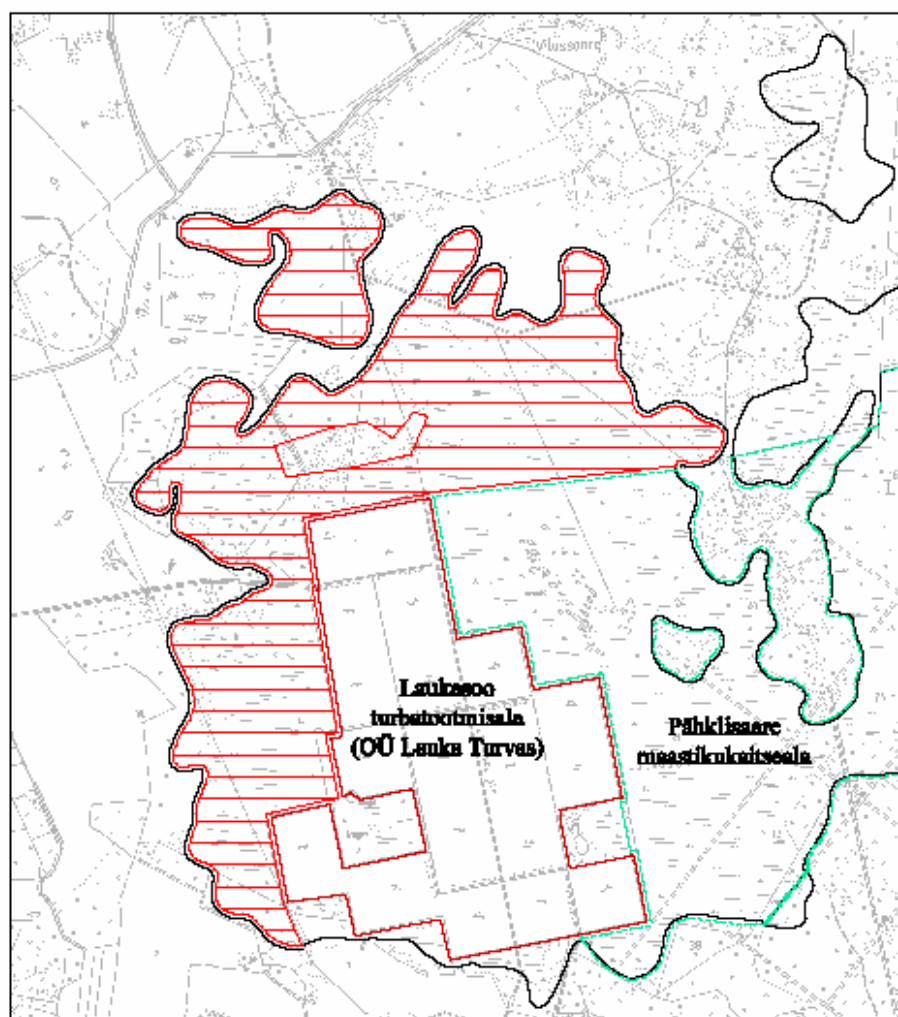 Laukasoo
turbatootmisala
(OÜ Lauka Turvas)
Pähklisaare
maastikukaitseala